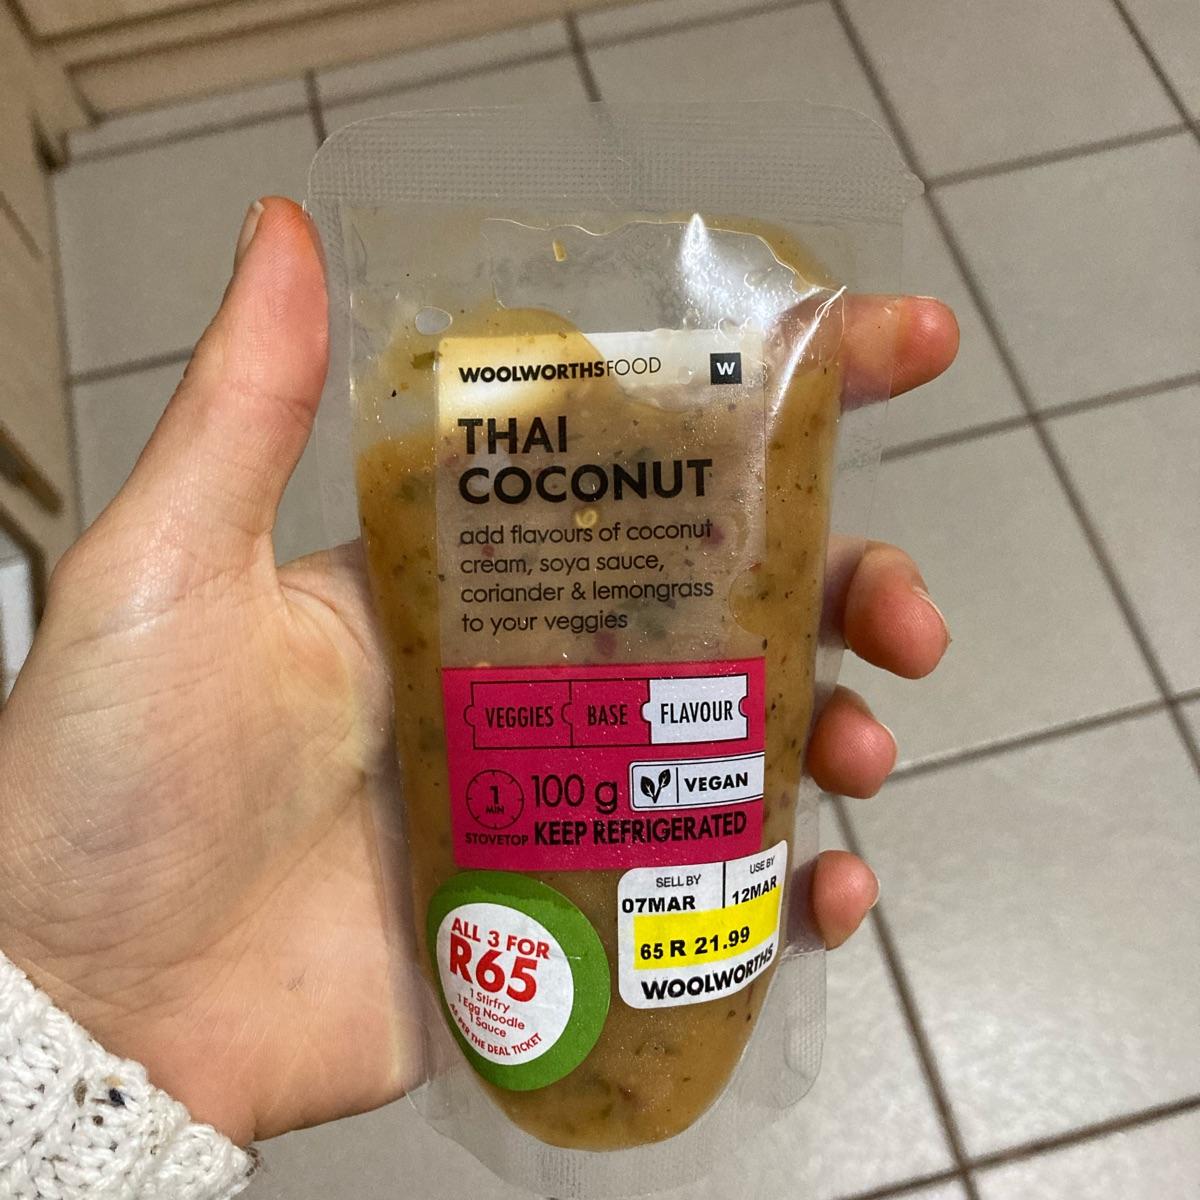 WOOLWORTHSFOOD W
THAI
COCONUT
add flavours of coconut
cream, soya sauce,
coriander & lemongrass
to your veggies
VEGGIES BASE FLAVOUR
1
MIN
STOVETOP
100 g
VEGAN
KEEP REFRIGERATED
SELL BY USE BY
07MAR 12MAR
65 R 21.99
WOOLWORTHS
ALL 3 FOR
R65
1 Stirfry
1 Egg Noodle
1 Sauce
AS PER THE DEAL TICKET